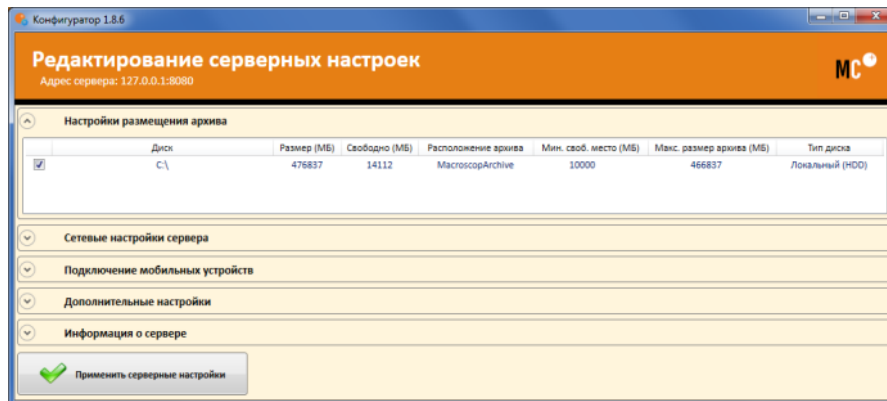 Конфигуратор 1.8.6
Редактирование серверных настроек
Адрес сервера: 127.0.0.1:8080
MC
Настройки размещения архива
Диск Размер (МБ) Свободно (МБ) Расположение архива Мин. своб. место (МБ) Макс. размер архива (МБ) Тип диска
C:\ 476837 14112 MacroscopArchive 10000 466837 Локальный (HDD)
Сетевые настройки сервера
Подключение мобильных устройств
Дополнительные настройки
Информация о сервере
Применить серверные настройки